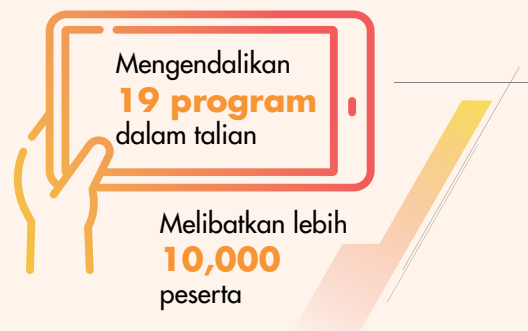 Mengendalikan
19 program
dalam talian
Melibatkan lebih
10,000
peserta